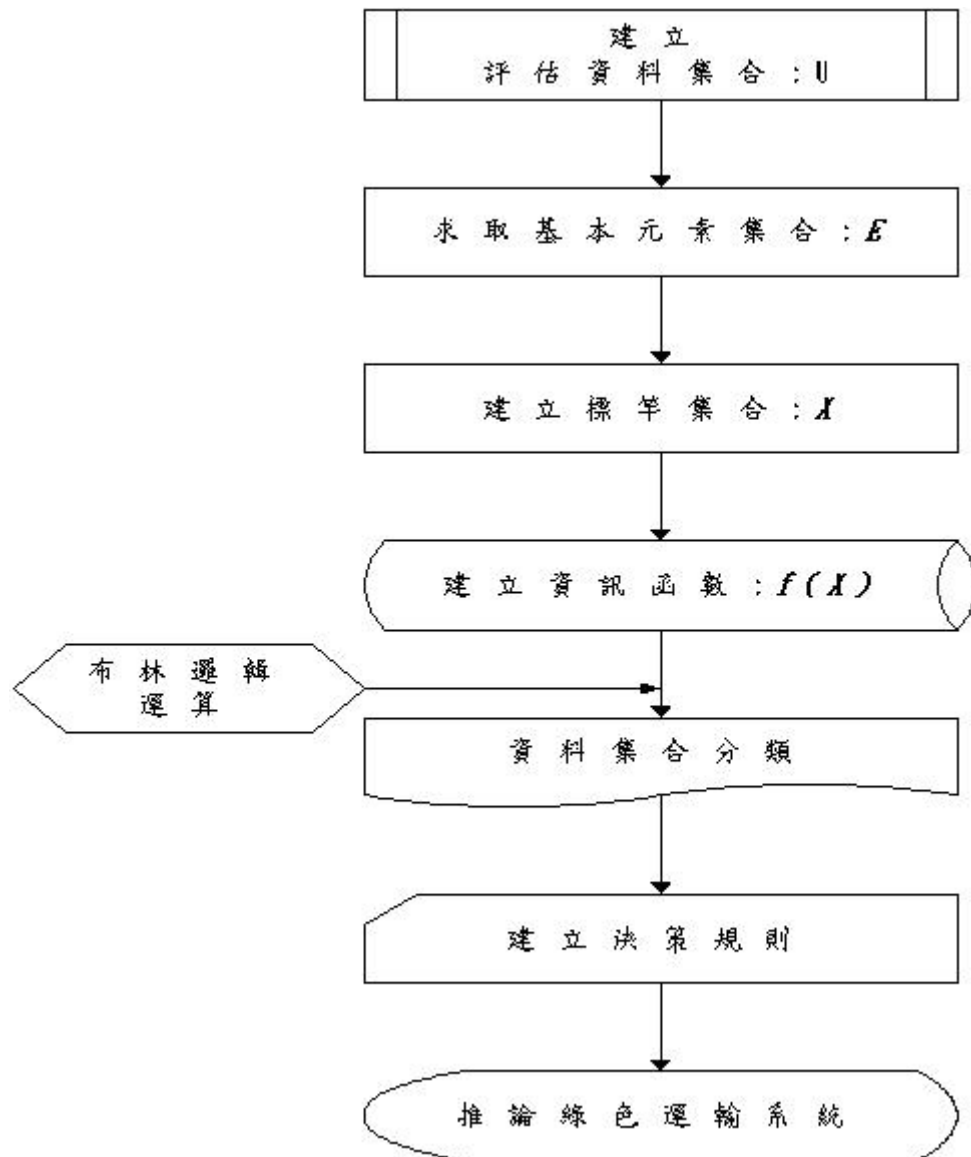 建立
評估資料集合:U
求取基本元素集合:E
建立標竿集合:X
建立資訊函數:f(X)
布林邏輯
運算
資料集合分類
建立決策規則
推論綠色運輸系統